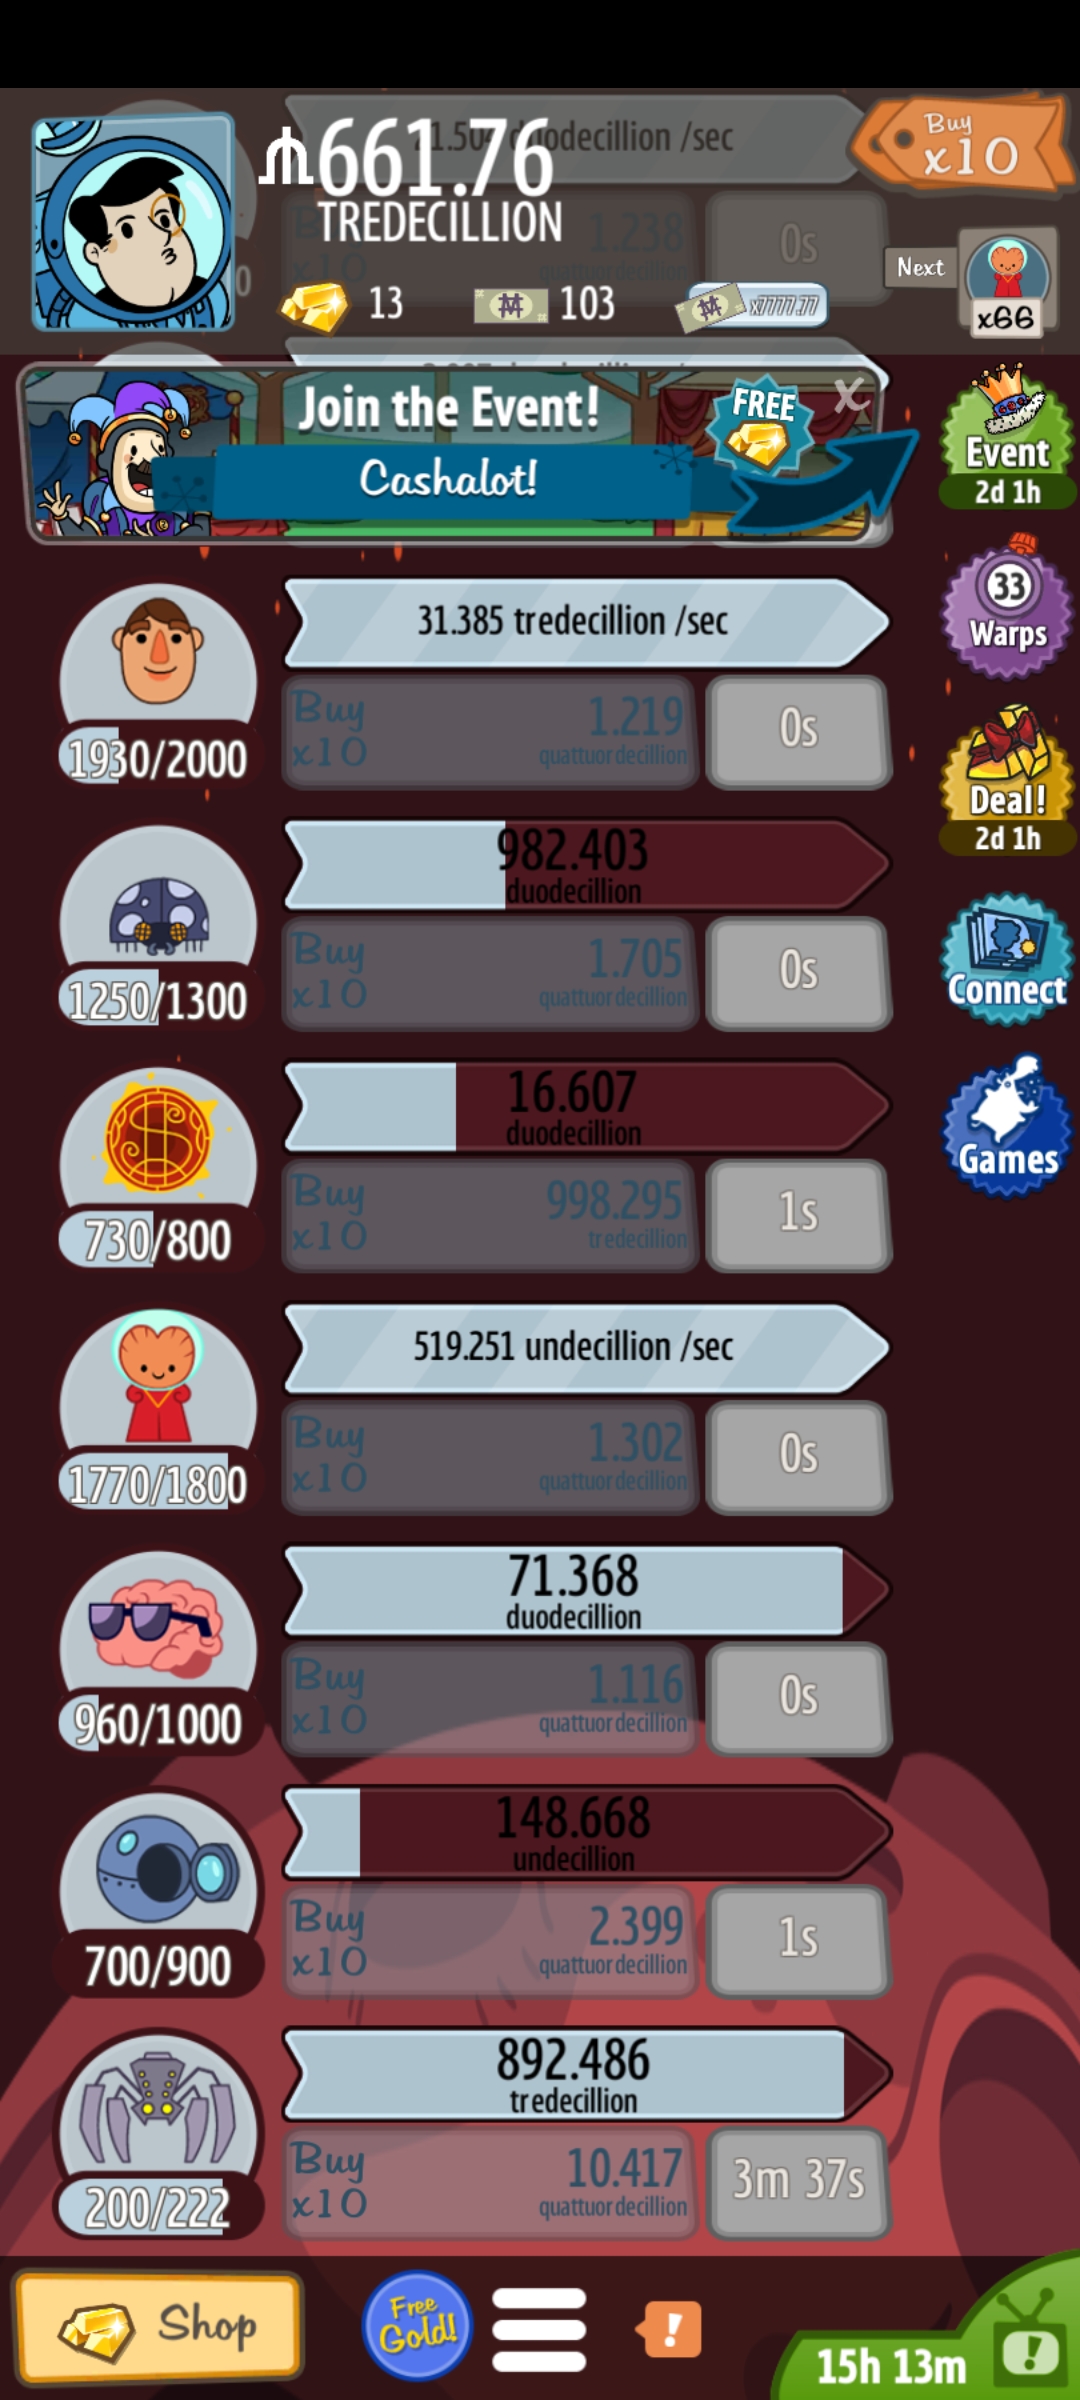 661.76
TREDECILLION
duodecillion /sec
Buy
x10
1.238
quattuordecillion
0s
Buy
x10
13
103
x7777.77
Next
x66
Join the Event!
Cashalot!
FREE
X
Event
2d 1h
31.385 tredecillion /sec
Buy
x10
1.219
quattuordecillion
0s
1930/2000
33
Warps
Deal!
2d 1h
982.403
duodecillion
Buy
x10
1.705
quattuordecillion
0s
1250/1300
Connect
16.607
duodecillion
Buy
x10
998.295
tredecillion
1s
730/800
Games
519.251 undecillion /sec
Buy
x10
1.302
quattuordecillion
0s
1770/1800
71.368
duodecillion
Buy
x10
1.116
quattuordecillion
0s
960/1000
148.668
undecillion
Buy
x10
2.399
quattuordecillion
1s
700/900
892.486
tredecillion
Buy
x10
10.417
quattuordecillion
3m 37s
200/222
Shop
Free
Gold!
!
15h 13m
!